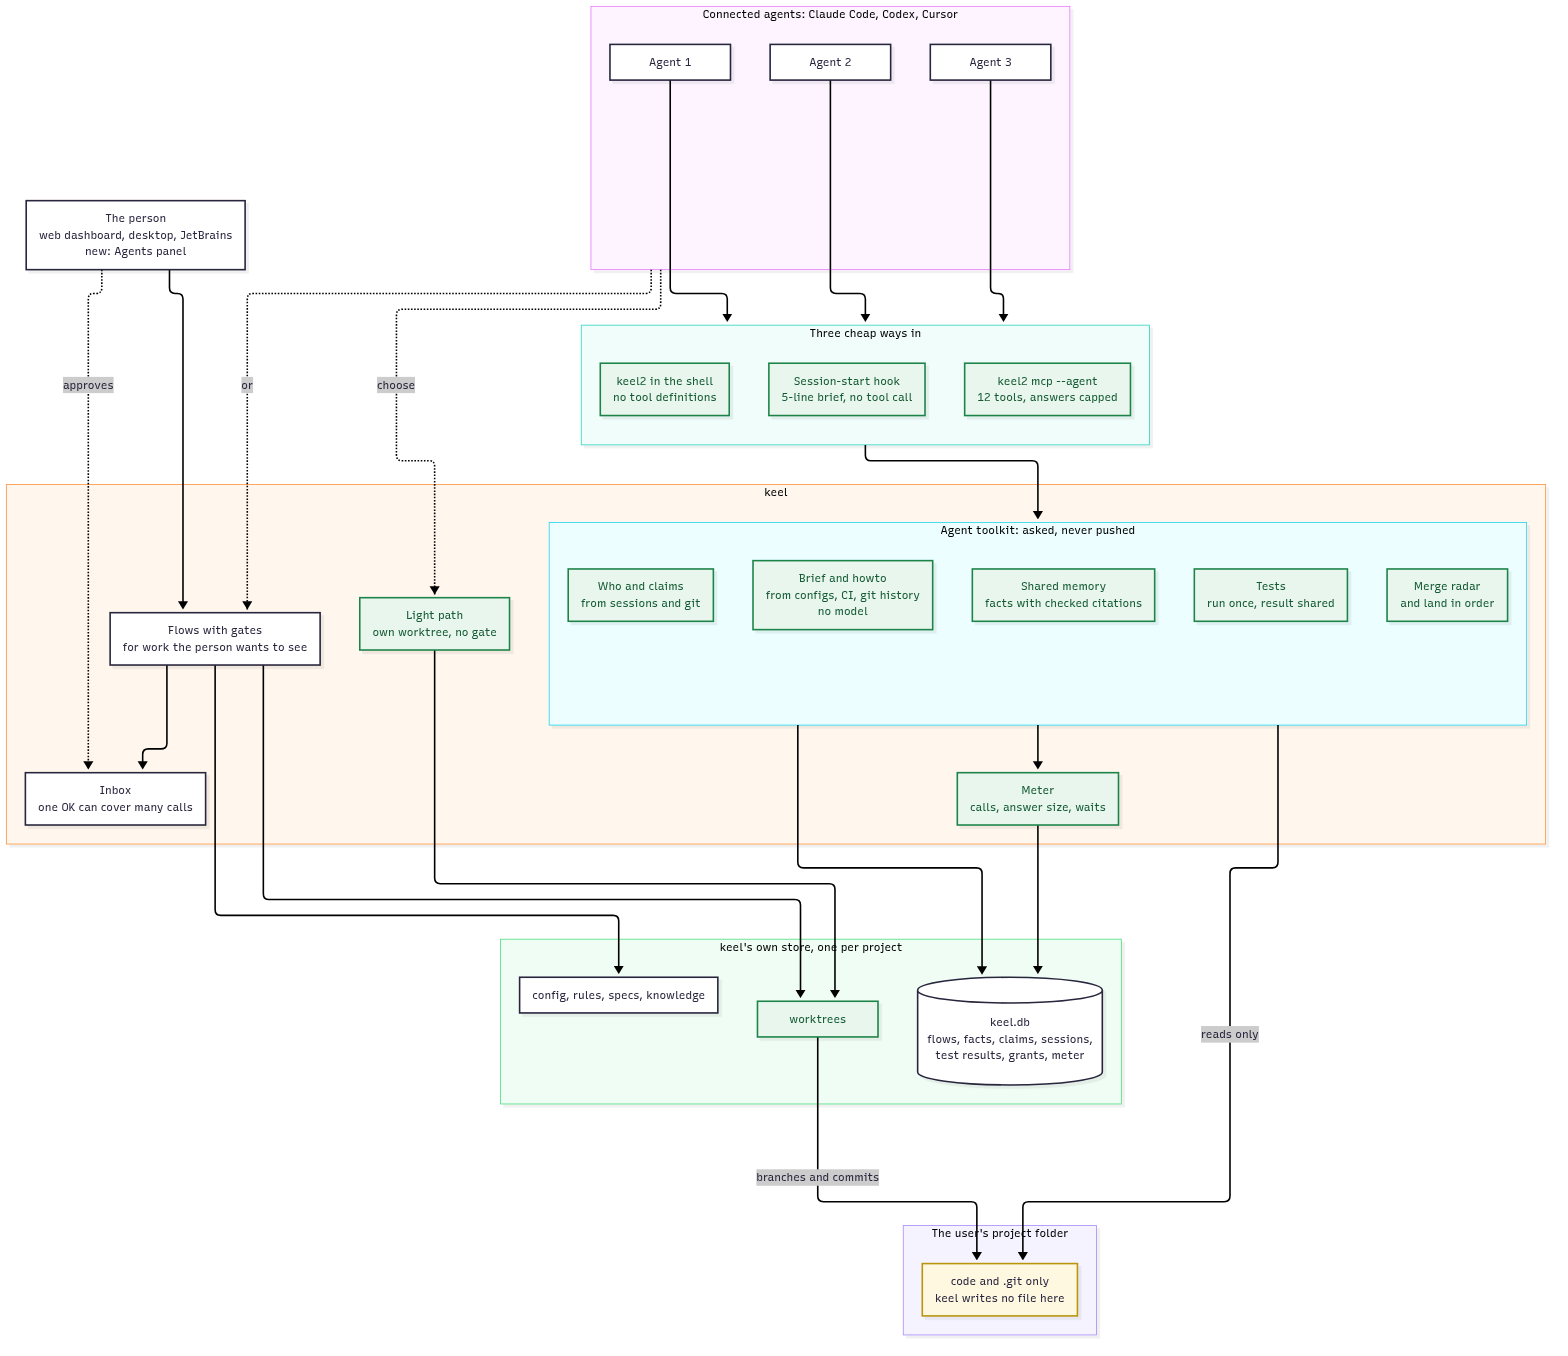 Connected agents: Claude Code, Codex, Cursor
Agent 1
Agent 2
Agent 3
The person
web dashboard, desktop, JetBrains
new: Agents panel
approves
or
choose
Three cheap ways in
keel2 in the shell
no tool definitions
Session-start hook
5-line brief, no tool call
keel2 mcp --agent
12 tools, answers capped
keel
Agent toolkit: asked, never pushed
Who and claims
from sessions and git
Brief and howto
from configs, CI, git history
no model
Shared memory
facts with checked citations
Tests
run once, result shared
Merge radar
and land in order
Flows with gates
for work the person wants to see
Light path
own worktree, no gate
Inbox
one OK can cover many calls
Meter
calls, answer size, waits
keel's own store, one per project
config, rules, specs, knowledge
worktrees
keel.db
flows, facts, claims, sessions,
test results, grants, meter
reads only
branches and commits
The user's project folder
code and .git only
keel writes no file here